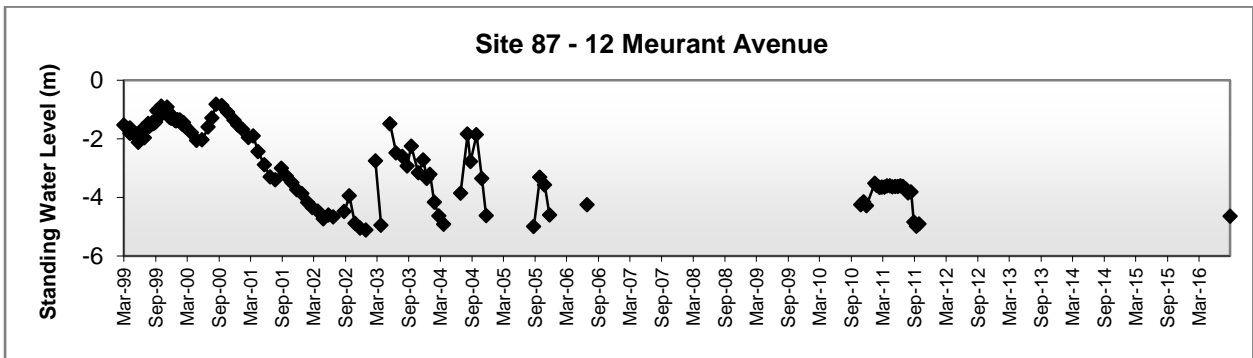 Site 87 - 12 Meurant Avenue
Standing Water Level (m)
0
-2
-4
-6
Mar-99
Sep-99
Mar-00
Sep-00
Mar-01
Sep-01
Mar-02
Sep-02
Mar-03
Sep-03
Mar-04
Sep-04
Mar-05
Sep-05
Mar-06
Sep-06
Mar-07
Sep-07
Mar-08
Sep-08
Mar-09
Sep-09
Mar-10
Sep-10
Mar-11
Sep-11
Mar-12
Sep-12
Mar-13
Sep-13
Mar-14
Sep-14
Mar-15
Sep-15
Mar-16